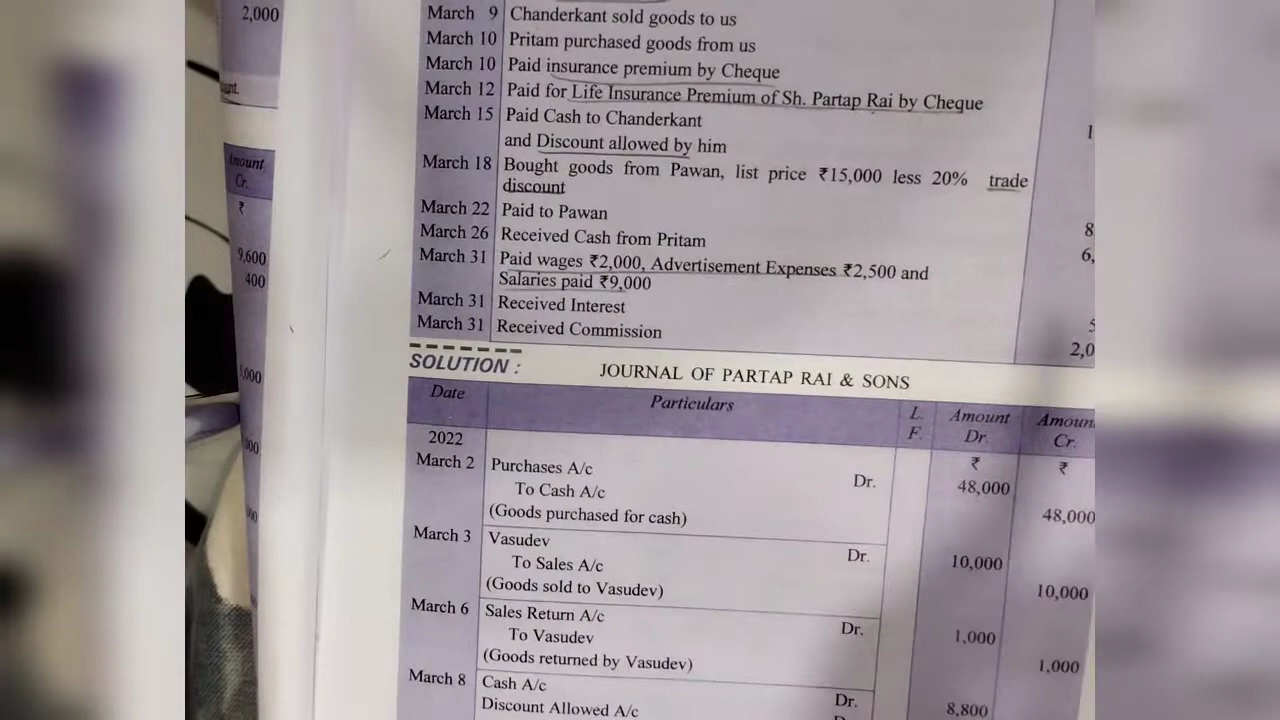 2,000
March 9 Chanderkant sold goods to us
March 10 Pritam purchased goods from us
March 10 Paid insurance premium by Cheque
March 12 Paid for Life Insurance Premium of Sh. Partap Rai by Cheque
March 15 Paid Cash to Chanderkant
and Discount allowed by him
March 18 Bought goods from Pawan, list price ₹15,000 less 20% trade
discount
March 22 Paid to Pawan
March 26 Received Cash from Pritam
March 31 Paid wages ₹2,000, Advertisement Expenses ₹2,500 and
Salaries paid ₹9,000
March 31 Received Interest
March 31 Received Commission
Amount
Cr.
₹
9,600
400
SOLUTION :
JOURNAL OF PARTAP RAI & SONS
Date Particulars L. F. Amount Dr. Amount Cr.
2022 ₹ ₹
March 2 Purchases A/c Dr. 48,000
To Cash A/c 48,000
(Goods purchased for cash)
March 3 Vasudev Dr. 10,000
To Sales A/c 10,000
(Goods sold to Vasudev)
March 6 Sales Return A/c Dr. 1,000
To Vasudev 1,000
(Goods returned by Vasudev)
March 8 Cash A/c Dr. 8,800
Discount Allowed A/c